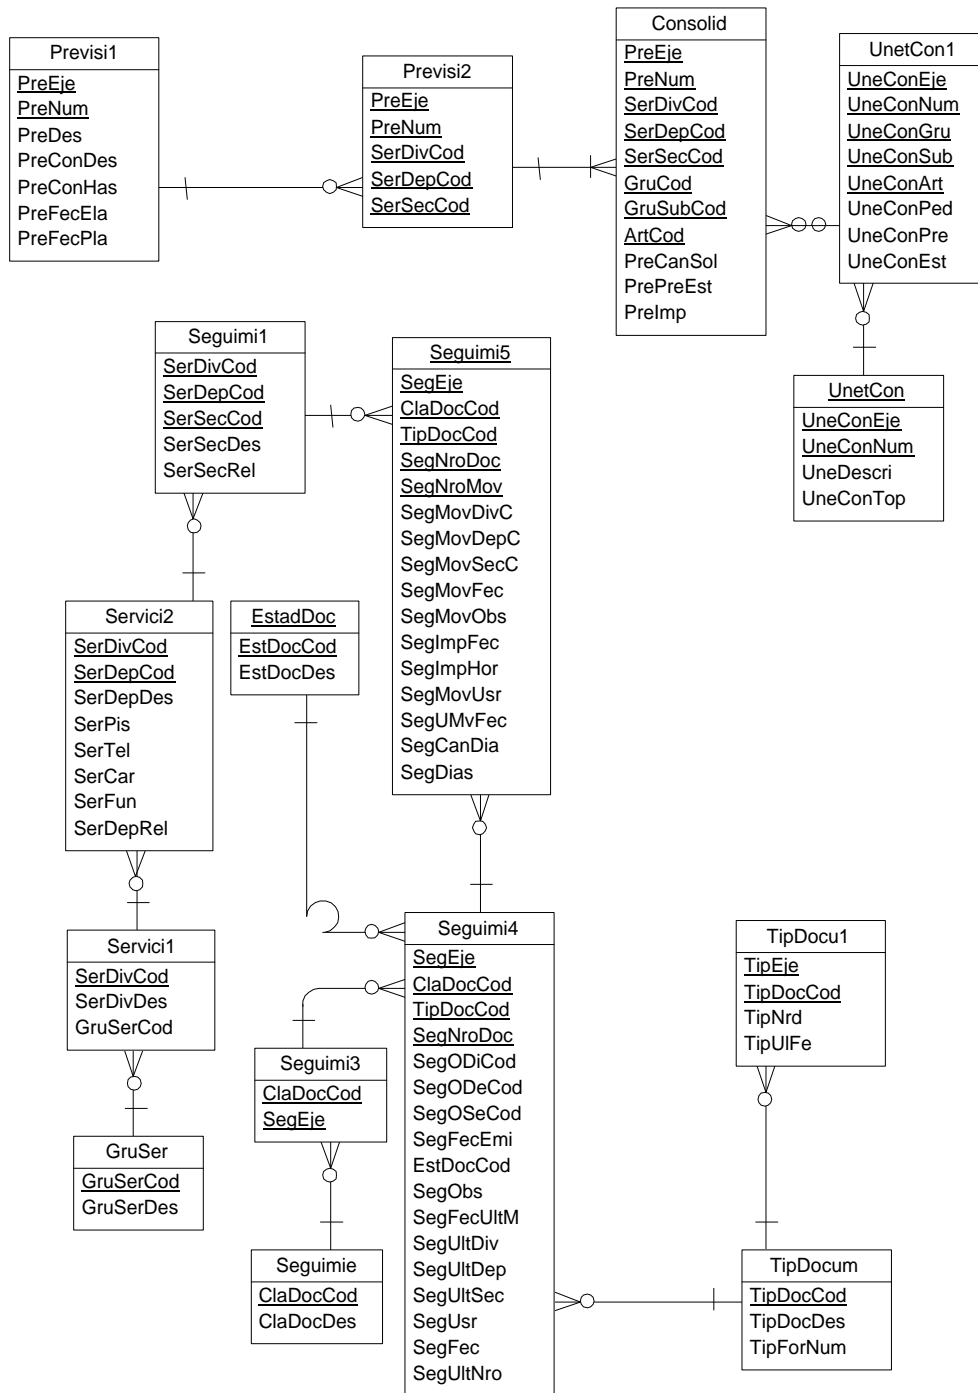 Previsi1
PreEje
PreNum
PreDes
PreConDes
PreConHas
PreFecEla
PreFecPla
Previsi2
PreEje
PreNum
SerDivCod
SerDepCod
SerSecCod
Consolid
PreEje
PreNum
SerDivCod
SerDepCod
SerSecCod
GruCod
GruSubCod
ArtCod
PreCanSol
PrePreEst
PreImp
UnetCon1
UneConEje
UneConNum
UneConGru
UneConSub
UneConArt
UneConPed
UneConPre
UneConEst
Seguimi1
SerDivCod
SerDepCod
SerSecCod
SerSecDes
SerSecRel
Seguimi5
SegEje
ClaDocCod
TipDocCod
SegNroDoc
SegNroMov
SegMovDivC
SegMovDepC
SegMovSecC
SegMovFec
SegMovObs
SegImpFec
SegImpHor
SegMovUsr
SegUMvFec
SegCanDia
SegDias
UnetCon
UneConEje
UneConNum
UneDescri
UneConTop
Servici2
SerDivCod
SerDepCod
SerDepDes
SerPis
SerTel
SerCar
SerFun
SerDepRel
EstadDoc
EstDocCod
EstDocDes
Servici1
SerDivCod
SerDivDes
GruSerCod
Seguimi4
SegEje
ClaDocCod
TipDocCod
SegNroDoc
SegODiCod
SegODeCod
SegOSeCod
SegFecEmi
EstDocCod
SegObs
SegFecUltM
SegUltDiv
SegUltDep
SegUltSec
SegUsr
SegFec
SegUltNro
TipDocu1
TipEje
TipDocCod
TipNrd
TipUlFe
Seguimi3
ClaDocCod
SegEje
GruSer
GruSerCod
GruSerDes
Seguimie
ClaDocCod
ClaDocDes
TipDocum
TipDocCod
TipDocDes
TipForNum